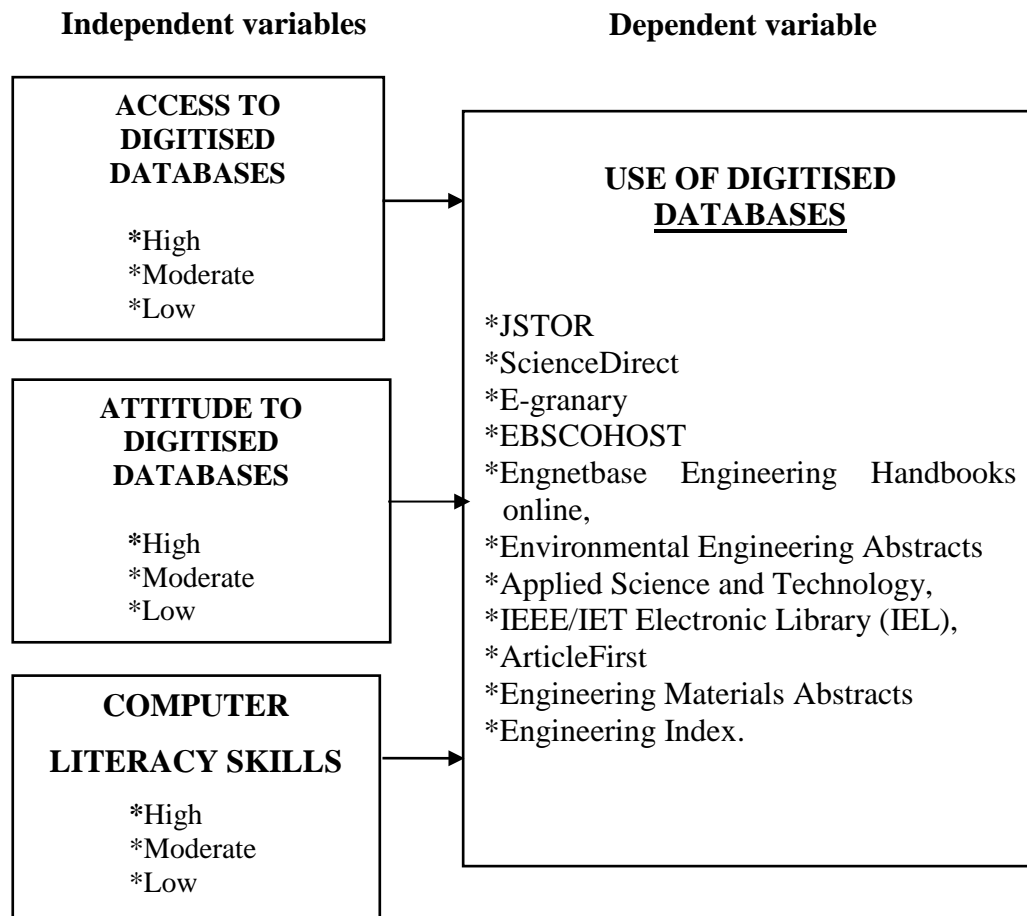 Independent variables
Dependent variable
ACCESS TO
DIGITISED
DATABASES
*High
*Moderate
*Low
ATTITUDE TO
DIGITISED
DATABASES
*High
*Moderate
*Low
COMPUTER
LITERACY SKILLS
*High
*Moderate
*Low
USE OF DIGITISED
DATABASES
*JSTOR
*ScienceDirect
*E-granary
*EBSCOHOST
*Engnetbase Engineering Handbooks
online,
*Environmental Engineering Abstracts
*Applied Science and Technology,
*IEEE/IET Electronic Library (IEL),
*ArticleFirst
*Engineering Materials Abstracts
*Engineering Index.